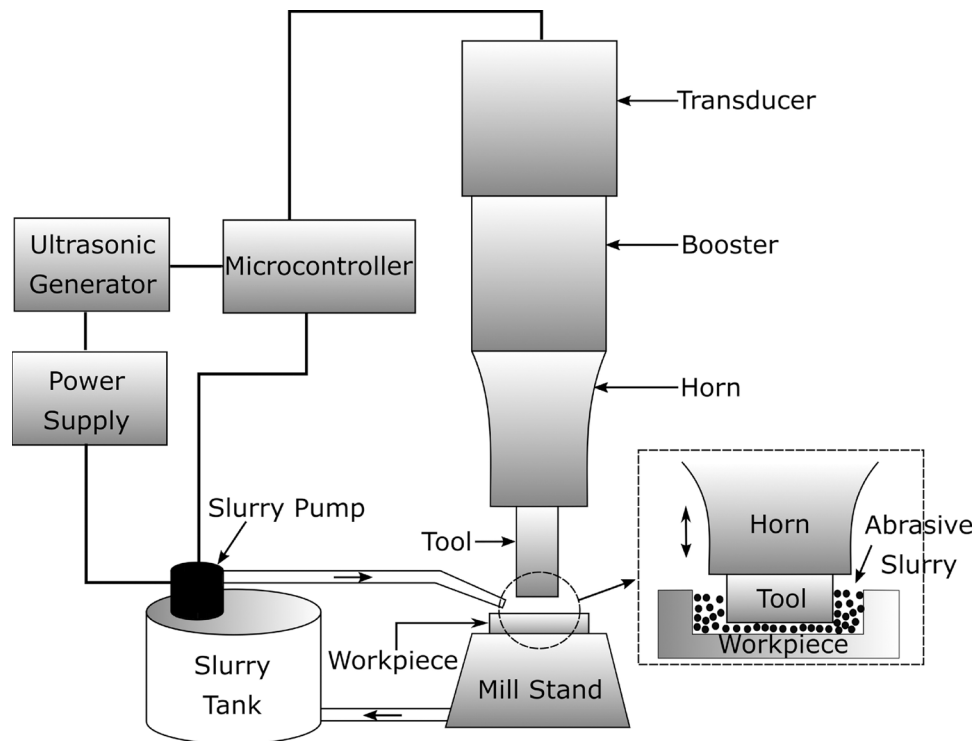 Transducer
Ultrasonic
Generator
Microcontroller
Booster
Power
Supply
Horn
Slurry Pump
Tool
Horn
Abrasive
Slurry
Tool
Workpiece
Workpiece
Slurry
Tank
Mill Stand